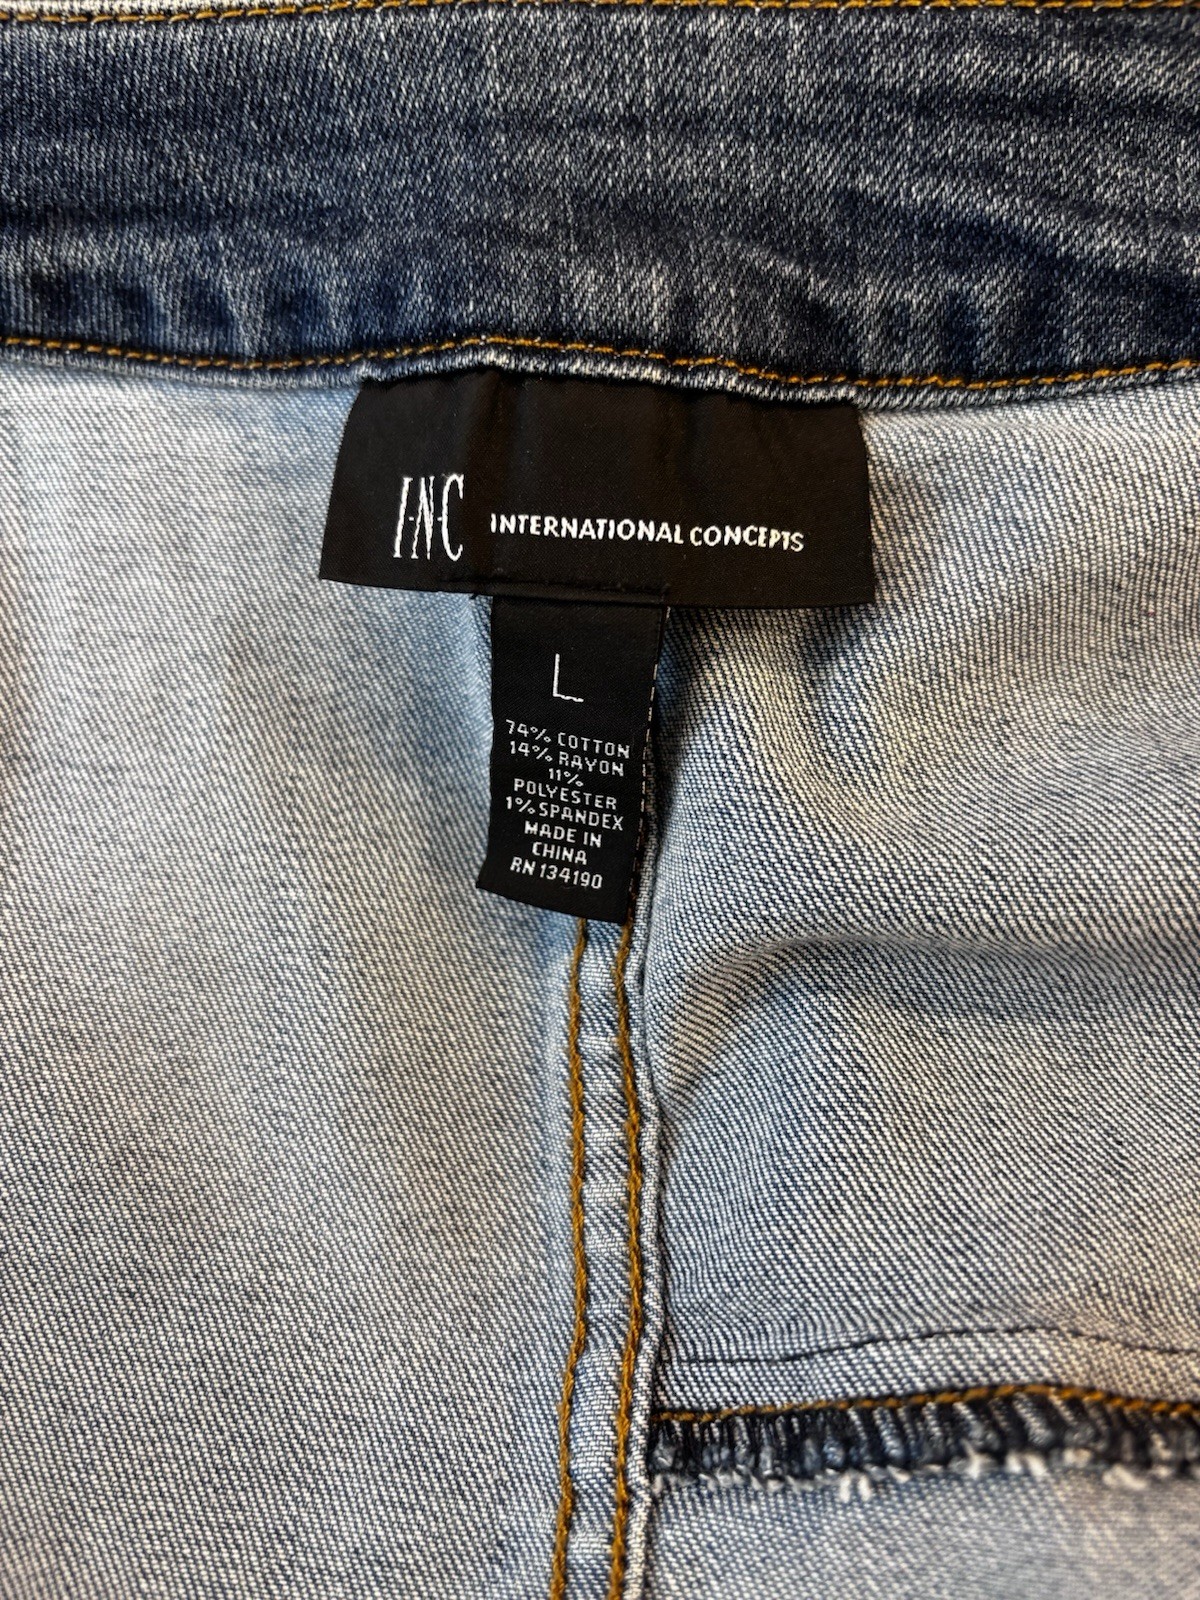 I·N·C INTERNATIONAL CONCEPTS
L
74% COTTON
14% RAYON
11%
POLYESTER
1% SPANDEX
MADE IN
CHINA
RN 134190